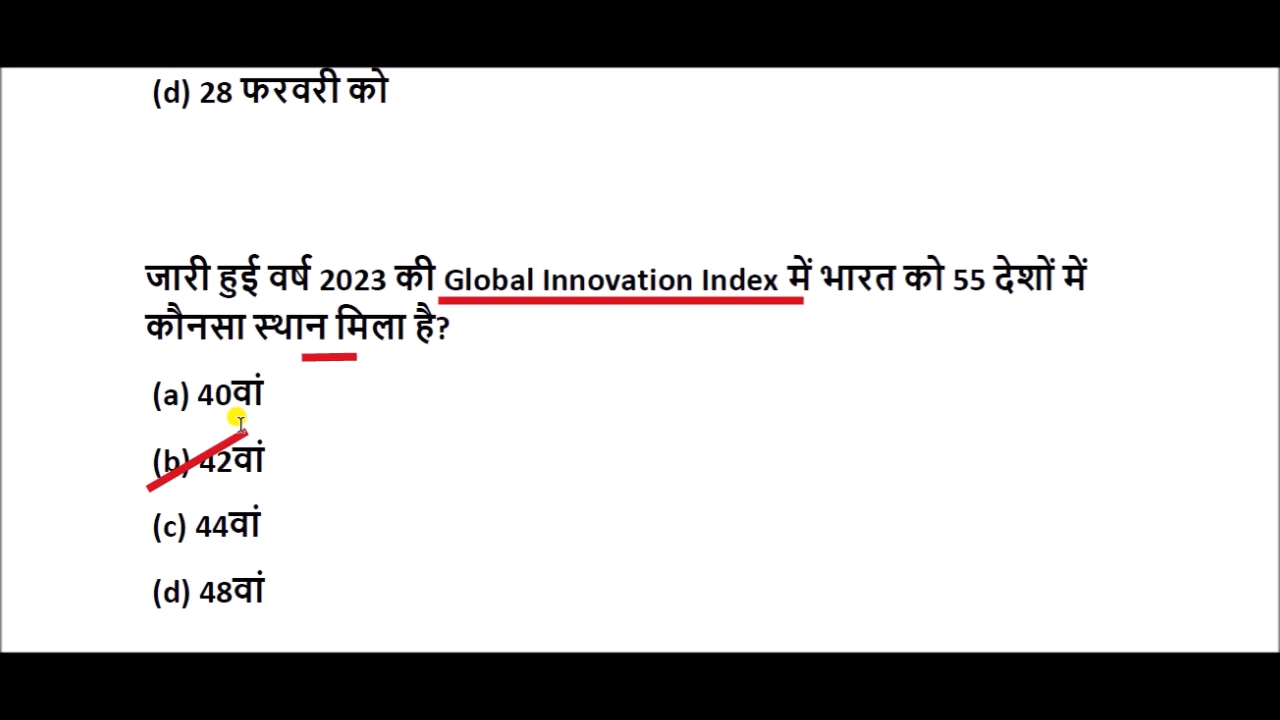 (d) 28 फरवरी को
जारी हुई वर्ष 2023 की Global Innovation Index में भारत को 55 देशों में
कौनसा स्थान मिला है?
(a) 40वां
(b) 42वां
(c) 44वां
(d) 48वां